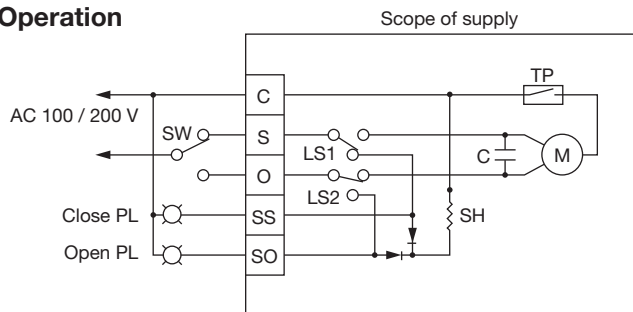 Operation
Scope of supply
TP
C
AC 100 / 200 V
SW
S
LS1
C
M
O
LS2
Close PL
SS
SH
Open PL
SO